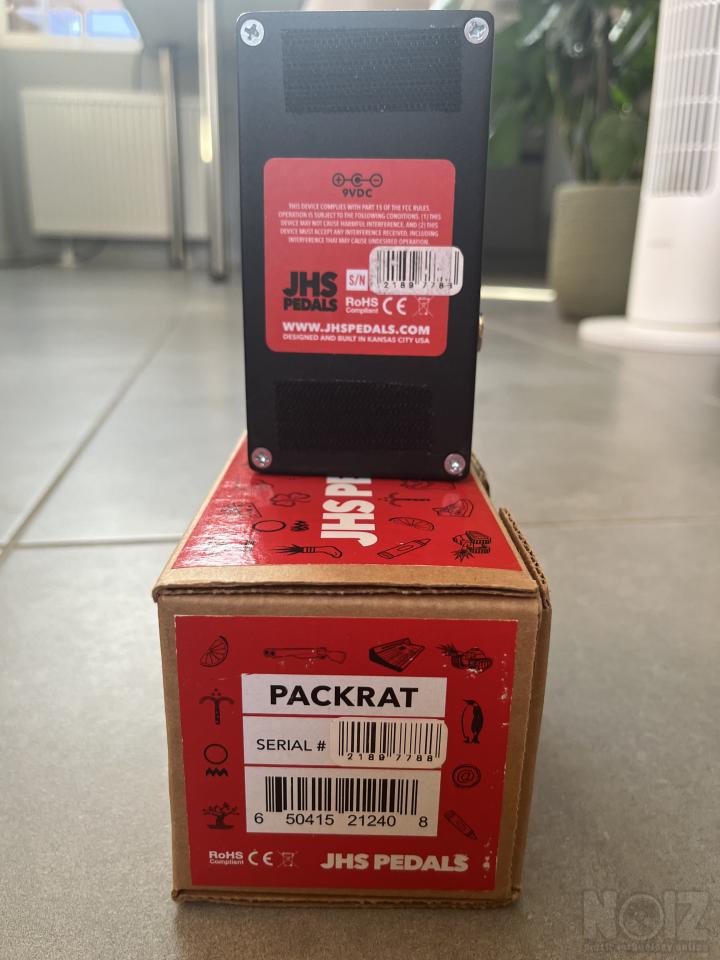 9VDC
THIS DEVICE COMPLIES WITH PART 15 OF THE FCC RULES.
OPERATION IS SUBJECT TO THE FOLLOWING CONDITIONS. (1) THIS
DEVICE MAY NOT CAUSE HARMFUL INTERFERENCE, AND (2) THIS
DEVICE MUST ACCEPT ANY INTERFERENCE RECEIVED, INCLUDING
INTERFERENCE THAT MAY CAUSE UNDESIRED OPERATION.
S/N
2189 7788
JHS
PEDALS
RoHS
Compliant
CE
WWW.JHSPEDALS.COM
DESIGNED AND BUILT IN KANSAS CITY USA
JHS PE
PACKRAT
SERIAL #
2189 7788
6 50415 21240 8
RoHS
Compliant
CE
JHS PEDALS
NOIZ
music technology online